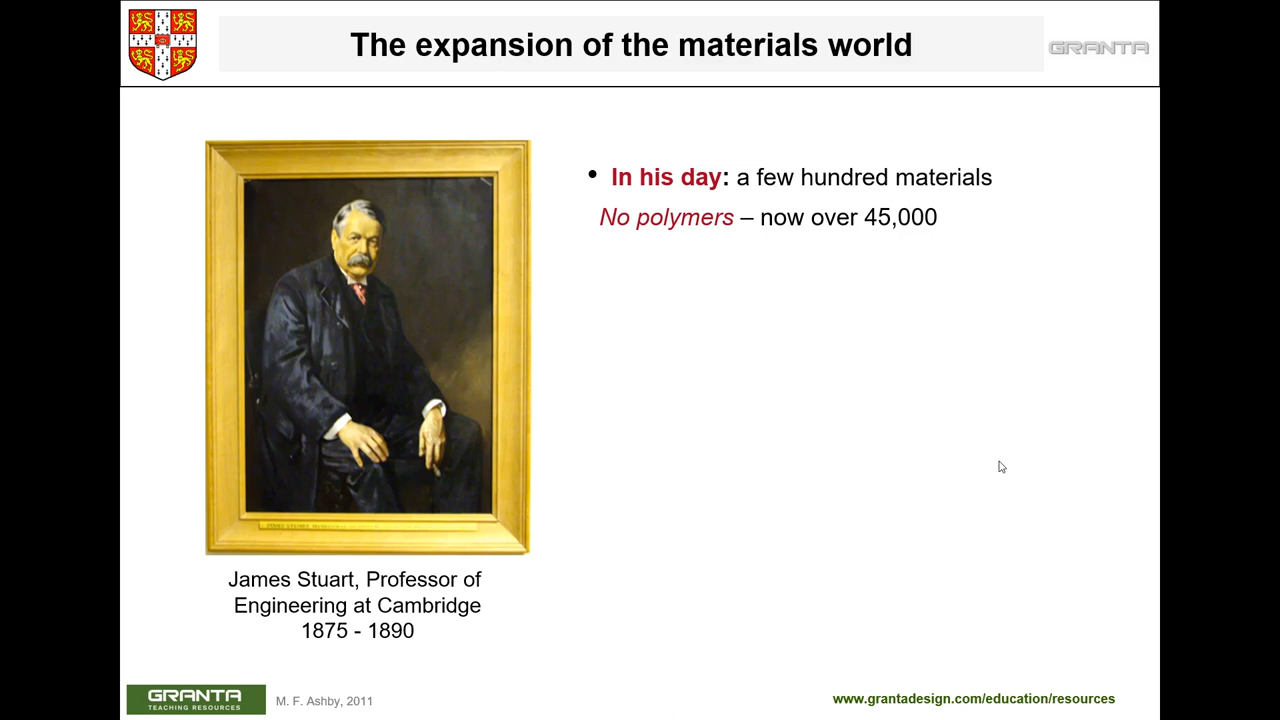 The expansion of the materials world
GRANTA
• In his day: a few hundred materials
No polymers – now over 45,000
James Stuart, Professor of
Engineering at Cambridge
1875 - 1890
GRANTA
TEACHING RESOURCES
M. F. Ashby, 2011
www.grantadesign.com/education/resources